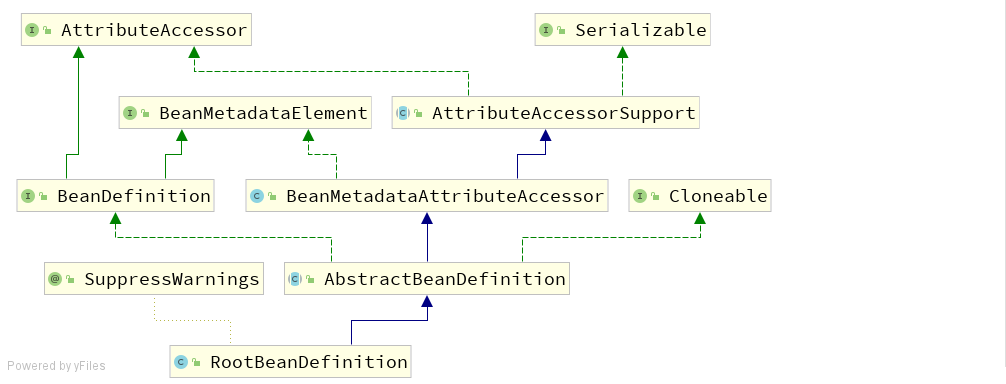 AttributeAccessor
Serializable
BeanMetadataElement
AttributeAccessorSupport
BeanDefinition
BeanMetadataAttributeAccessor
Cloneable
SuppressWarnings
AbstractBeanDefinition
RootBeanDefinition
Powered by yFiles